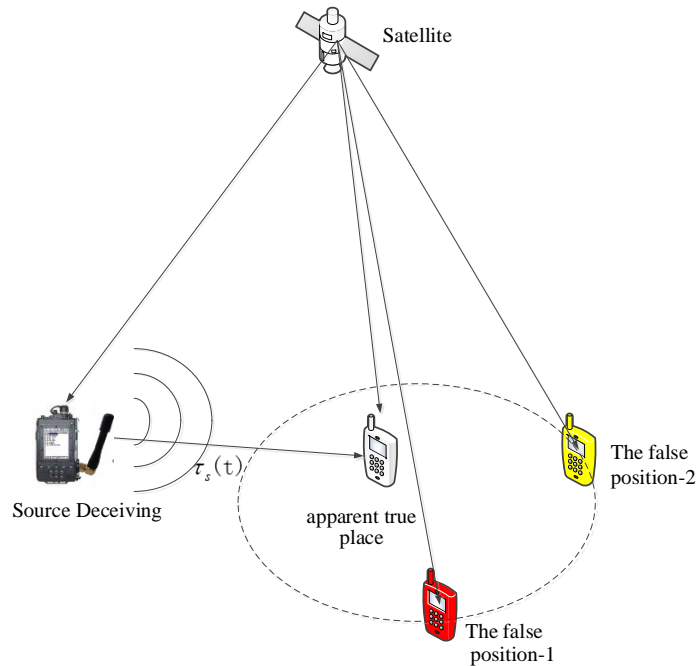 Satellite
τs(t)
The false
position-2
Source Deceiving
apparent true
place
The false
position-1